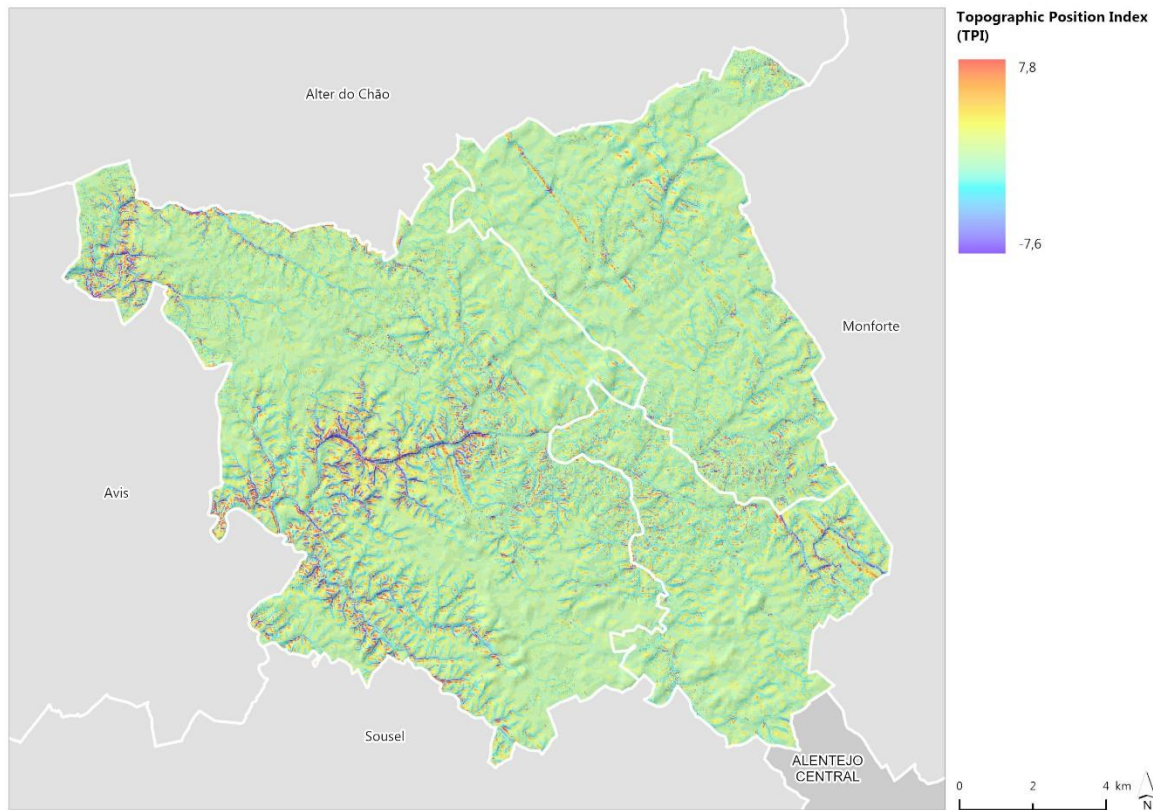 Topographic Position Index
(TPI)
7,8
-7,6
Alter do Chão
Monforte
Avis
Sousel
ALENTEJO
CENTRAL
0 2 4 km
N